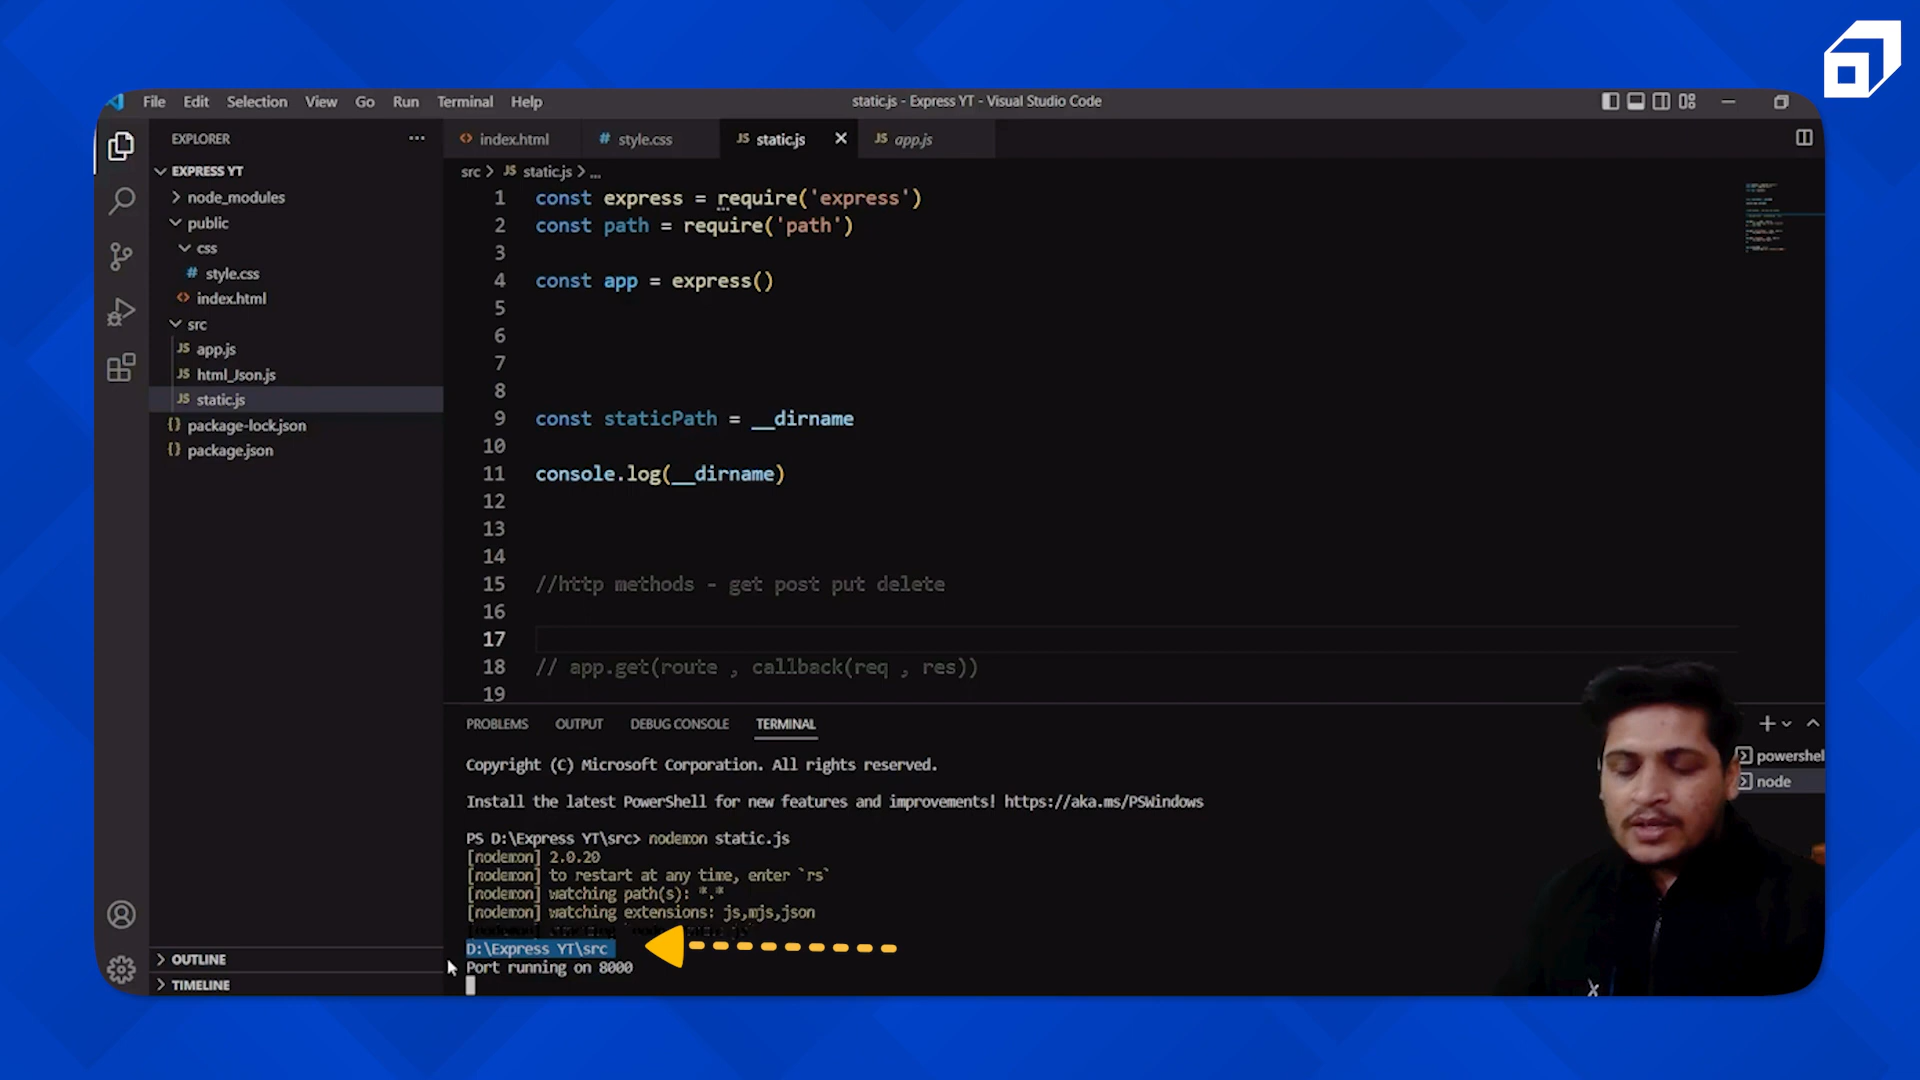 File Edit Selection View Go Run Terminal Help
static.js - Express YT - Visual Studio Code
EXPLORER
index.html
style.css
static.js
app.js
EXPRESS YT
node_modules
public
css
style.css
index.html
src
app.js
html_Json.js
static.js
package-lock.json
package.json
OUTLINE
TIMELINE
src > JS static.js > ...
1 const express = require('express')
2 const path = require('path')
3
4 const app = express()
5
6
7
8
9 const staticPath = __dirname
10
11 console.log(__dirname)
12
13
14
15 //http methods - get post put delete
16
17
18 // app.get(route , callback(req , res))
19
PROBLEMS OUTPUT DEBUG CONSOLE TERMINAL
Copyright (C) Microsoft Corporation. All rights reserved.
Install the latest PowerShell for new features and improvements! https://aka.ms/PSWindows
PS D:\Express YT\src> nodemon static.js
[nodemon] 2.0.20
[nodemon] to restart at any time, enter `rs`
[nodemon] watching path(s): *.*
[nodemon] watching extensions: js,mjs,json
D:\Express YT\src
Port running on 8000
powershel
node